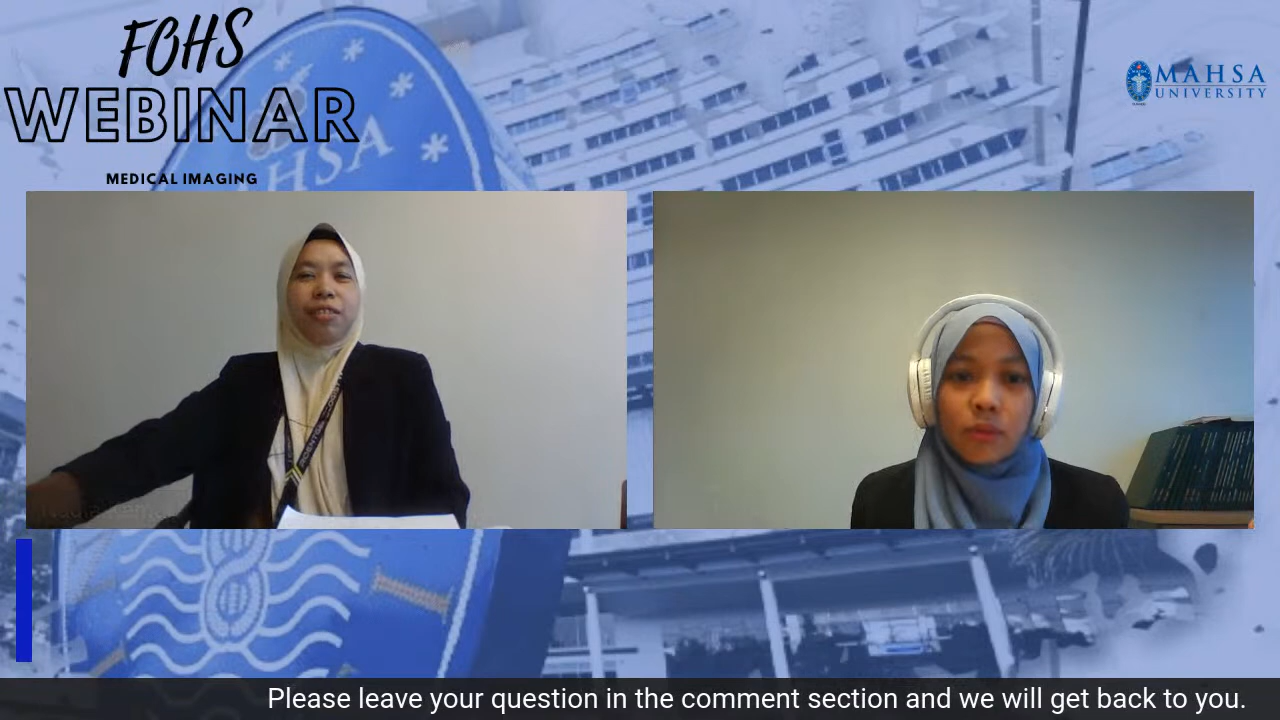 FOHS
WEBINAR
MEDICAL IMAGING
MAHSA
UNIVERSITY
HSA
Please leave your question in the comment section and we will get back to you.